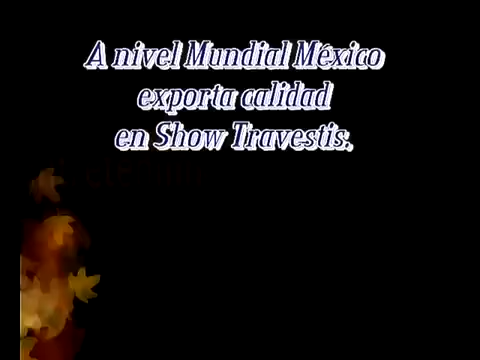 A nivel Mundial México
exporta calidad
en Show Travestis.